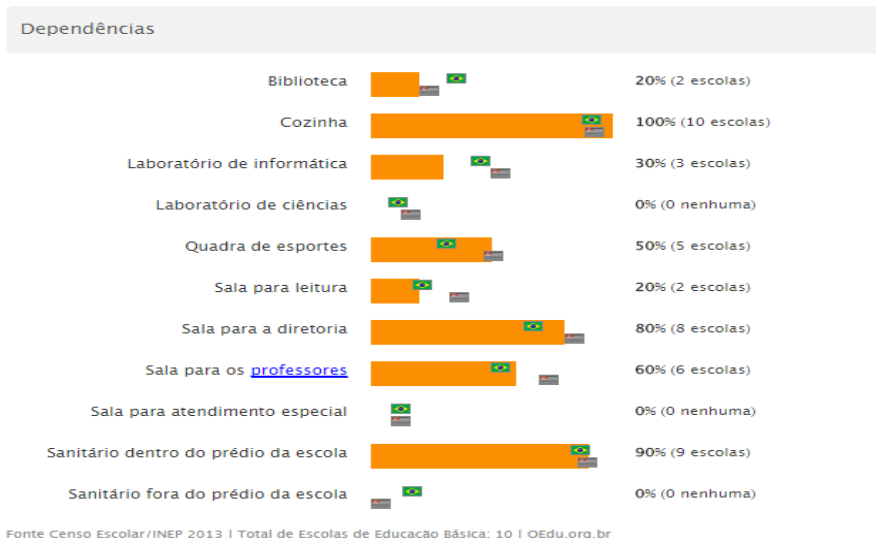 Dependências
Biblioteca 20% (2 escolas)
Cozinha 100% (10 escolas)
Laboratório de informática 30% (3 escolas)
Laboratório de ciências 0% (0 nenhuma)
Quadra de esportes 50% (5 escolas)
Sala para leitura 20% (2 escolas)
Sala para a diretoria 80% (8 escolas)
Sala para os professores 60% (6 escolas)
Sala para atendimento especial 0% (0 nenhuma)
Sanitário dentro do prédio da escola 90% (9 escolas)
Sanitário fora do prédio da escola 0% (0 nenhuma)
Fonte Censo Escolar/INEP 2013 | Total de Escolas de Educação Básica: 10 | QEdu.org.br